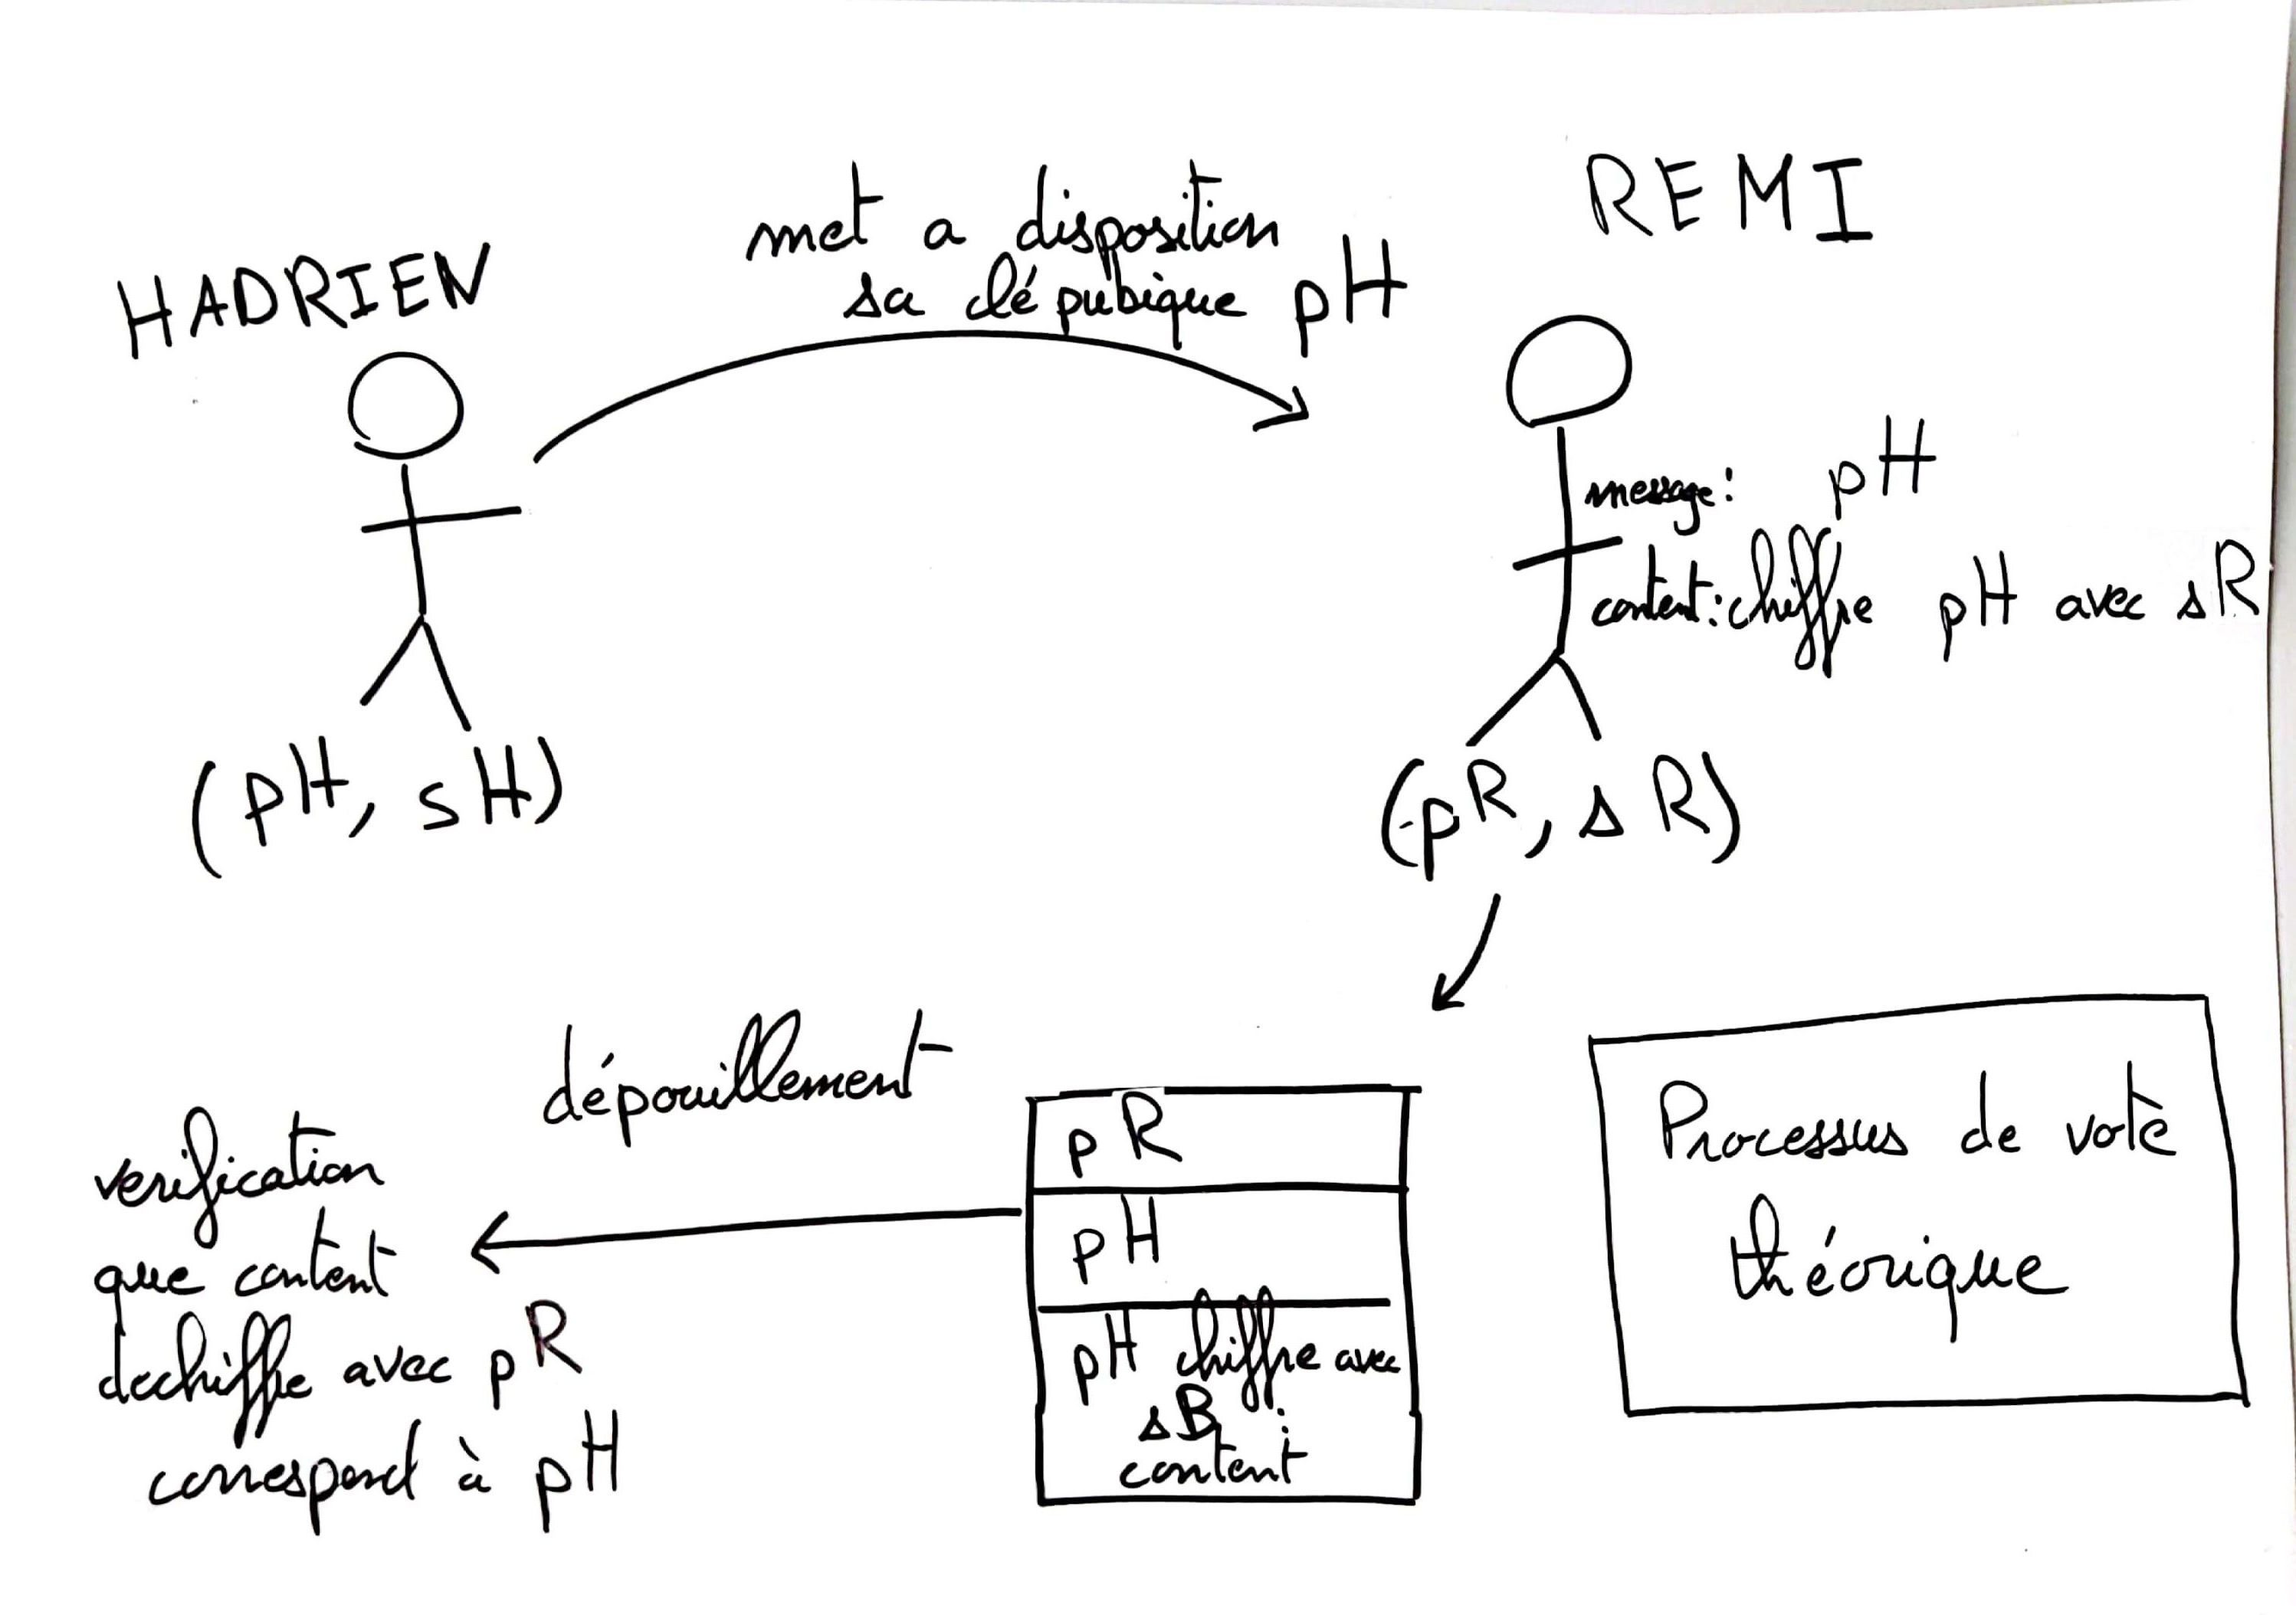 REMI
met a disposition
sa clé pubique pH
HADRIEN
message: pH
content: chiffre pH avec sR
(pH, sH)
(pR, sR)
dépouillement
verification
que content
dechiffre avec pR
correspond à pH
pR
pH
pH chiffre avec
sB :
content
Processus de vote
théorique